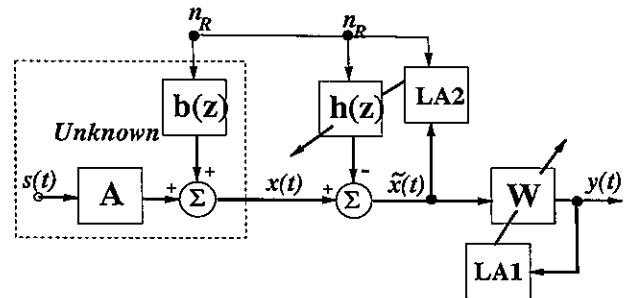 n_R
n_R
b(z)
h(z)
LA2
Unknown
s(t)
A
+
+
Σ
x(t)
+
-
Σ
x̃(t)
W
y(t)
LA1